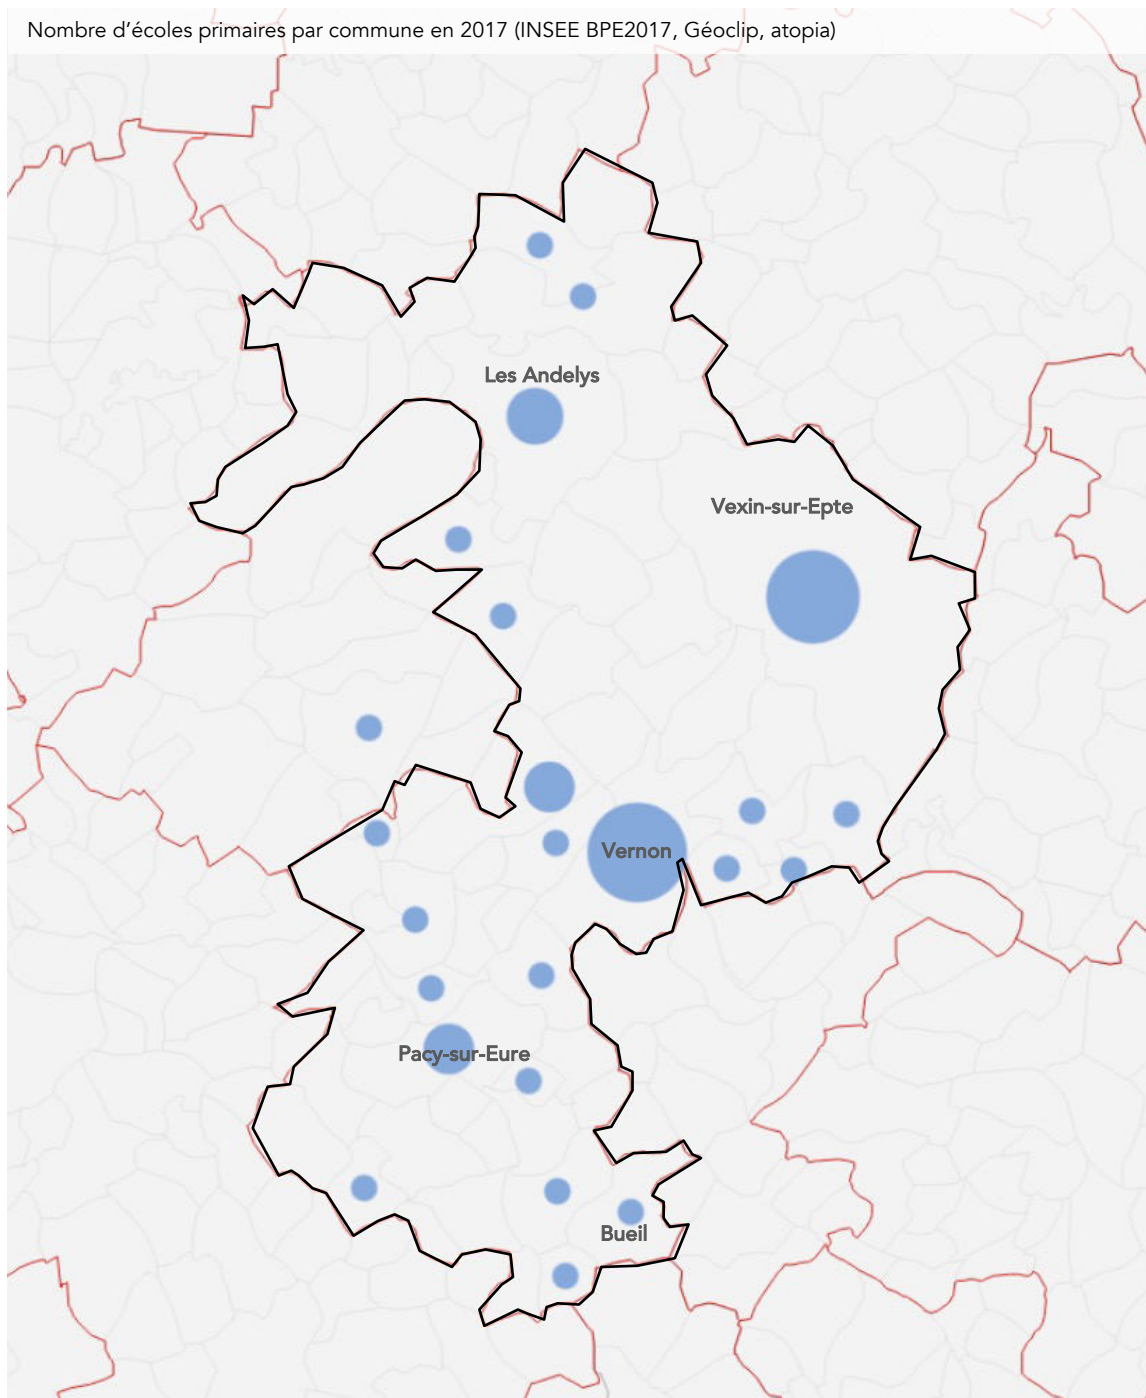 Nombre d’écoles primaires par commune en 2017 (INSEE BPE2017, Géoclip, atopia)
Les Andelys
Vexin-sur-Epte
Vernon
Pacy-sur-Eure
Bueil